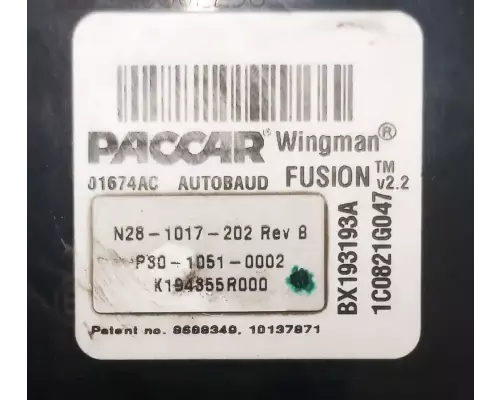 PACCAR® Wingman®
01674AC AUTOBAUD FUSION™ v2.2
N28-1017-202 Rev B
P30-1051-0002
K194355R000
BX193193A
1C0821G047
Patent no. 8688349, 10137871